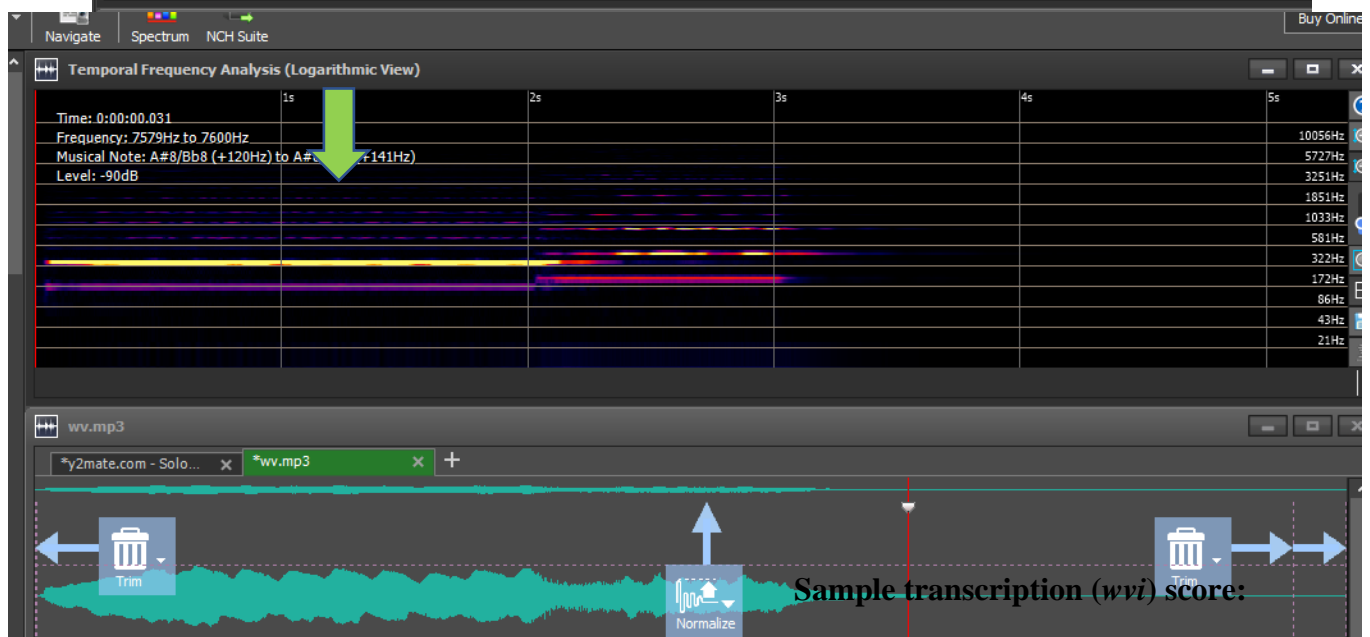 Buy Online
Navigate Spectrum NCH Suite
Temporal Frequency Analysis (Logarithmic View)
1s 2s 3s 4s 5s
Time: 0:00:00.031
Frequency: 7579Hz to 7600Hz
Musical Note: A#8/Bb8 (+120Hz) to A# +141Hz)
Level: -90dB
10056Hz
5727Hz
3251Hz
1851Hz
1033Hz
581Hz
322Hz
172Hz
86Hz
43Hz
21Hz
wv.mp3
*y2mate.com - Solo... *wv.mp3
Trim
Trim
Normalize
Sample transcription (wvi) score: